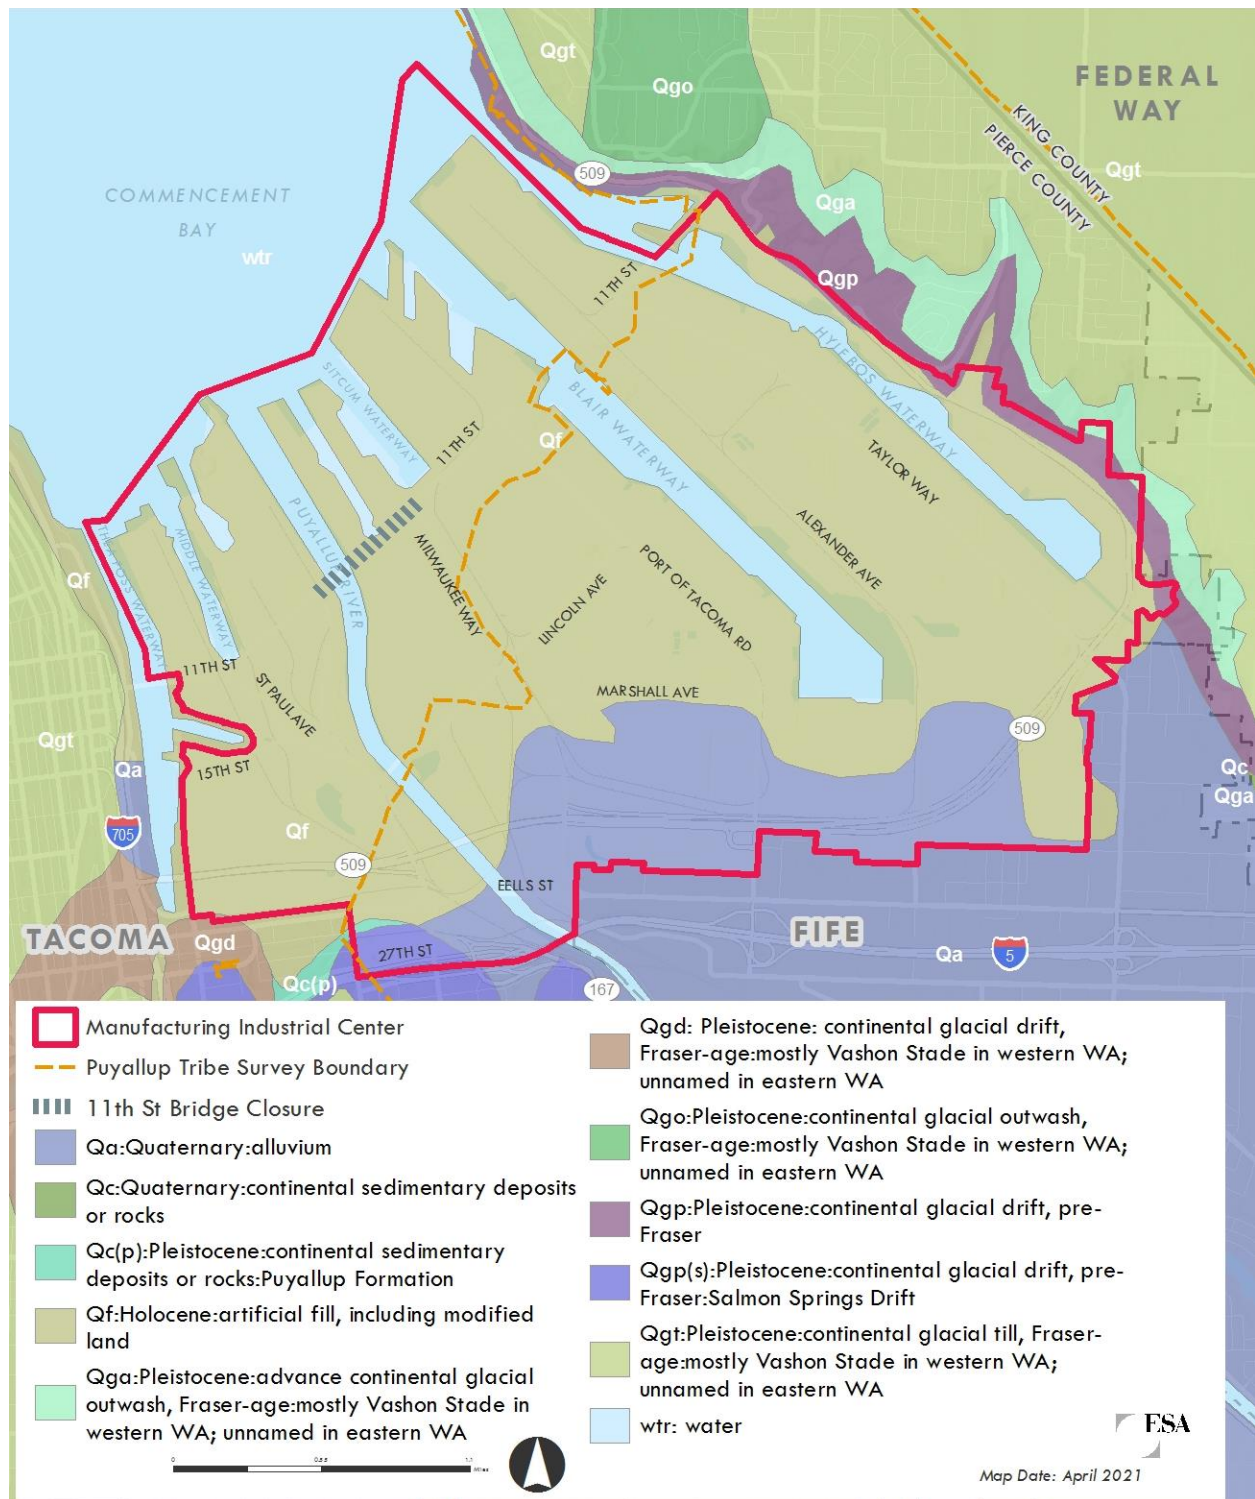 Qgt
Qgo
FEDERAL
WAY
KING COUNTY
PIERCE COUNTY
Qgt
509
COMMENCEMENT
BAY
wtr
Qga
Qgp
11TH ST
HYLEBOS WATERWAY
SITCUM WATERWAY
BLAIR WATERWAY
11TH ST
Qf
TAYLOR WAY
PUYALLUP RIVER
THEA FOSS WATERWAY
MIDDLE WATERWAY
MILWAUKEE WAY
ALEXANDER AVE
PORT OF TACOMA RD
LINCOLN AVE
Qf
11TH ST
ST PAUL AVE
MARSHALL AVE
509
Qgt
Qa
15TH ST
Qc
Qga
705
Qf
509
EELLS ST
TACOMA
Qgd
27TH ST
FIFE
Qa
5
Qc(p)
167
Manufacturing Industrial Center
Puyallup Tribe Survey Boundary
11th St Bridge Closure
Qa:Quaternary:alluvium
Qc:Quaternary:continental sedimentary deposits
or rocks
Qc(p):Pleistocene:continental sedimentary
deposits or rocks:Puyallup Formation
Qf:Holocene:artificial fill, including modified
land
Qga:Pleistocene:advance continental glacial
outwash, Fraser-age:mostly Vashon Stade in
western WA; unnamed in eastern WA
Qgd: Pleistocene: continental glacial drift,
Fraser-age:mostly Vashon Stade in western WA;
unnamed in eastern WA
Qgo:Pleistocene:continental glacial outwash,
Fraser-age:mostly Vashon Stade in western WA;
unnamed in eastern WA
Qgp:Pleistocene:continental glacial drift, pre-
Fraser
Qgp(s):Pleistocene:continental glacial drift, pre-
Fraser:Salmon Springs Drift
Qgt:Pleistocene:continental glacial till, Fraser-
age:mostly Vashon Stade in western WA;
unnamed in eastern WA
wtr: water
0
Miles
ESA
Map Date: April 2021